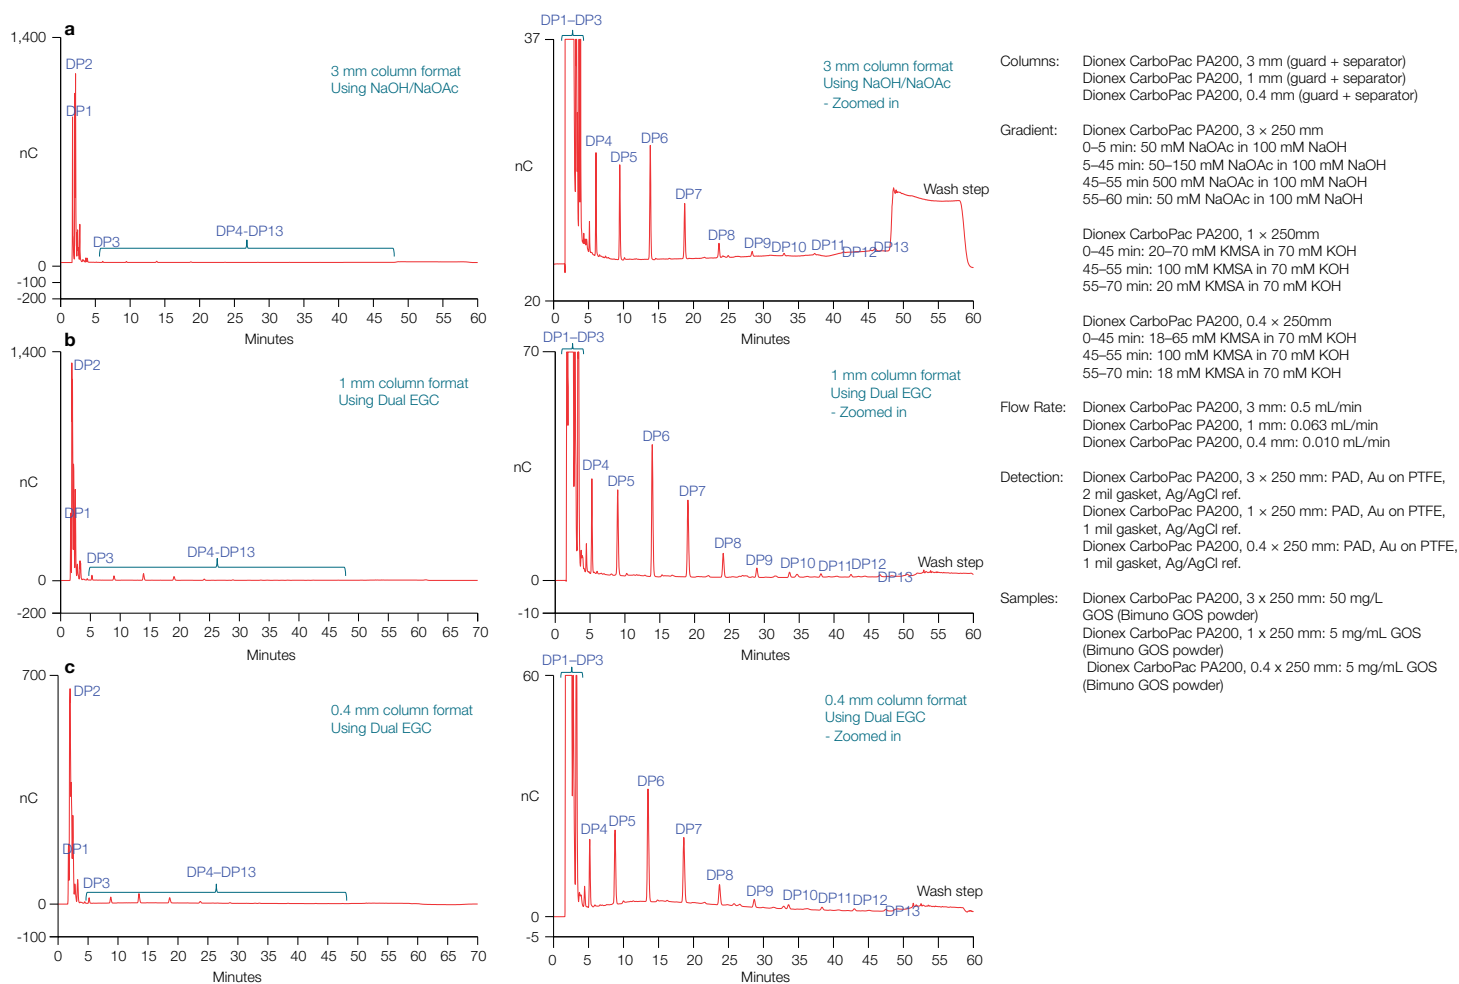 a
1,400
DP2
DP1
nC
3 mm column format
Using NaOH/NaOAc
DP3
DP4-DP13
0
-100
-200
0 5 10 15 20 25 30 35 40 45 50 55 60
Minutes
DP1–DP3
37
3 mm column format
Using NaOH/NaOAc
- Zoomed in
nC
DP4
DP5
DP6
DP7
DP8
DP9
DP10
DP11
DP12
DP13
Wash step
20
0 5 10 15 20 25 30 35 40 45 50 55 60
Minutes
b
1,400
DP2
1 mm column format
Using Dual EGC
nC
DP1
DP3
DP4-DP13
0
-200
0 5 10 15 20 25 30 35 40 45 50 55 60 65 70
Minutes
DP1–DP3
70
1 mm column format
Using Dual EGC
- Zoomed in
nC
DP4
DP5
DP6
DP7
DP8
DP9
DP10
DP11
DP12
DP13
Wash step
0
-10
0 5 10 15 20 25 30 35 40 45 50 55 60
Minutes
c
700
DP2
0.4 mm column format
Using Dual EGC
nC
DP1
DP3
DP4–DP13
0
-100
0 5 10 15 20 25 30 35 40 45 50 55 60 65 70
Minutes
DP1–DP3
60
0.4 mm column format
Using Dual EGC
- Zoomed in
nC
DP4
DP5
DP6
DP7
DP8
DP9
DP10
DP11
DP12
DP13
Wash step
0
-5
0 5 10 15 20 25 30 35 40 45 50 55 60
Minutes
Columns: Dionex CarboPac PA200, 3 mm (guard + separator)
Dionex CarboPac PA200, 1 mm (guard + separator)
Dionex CarboPac PA200, 0.4 mm (guard + separator)
Gradient: Dionex CarboPac PA200, 3 × 250 mm
0–5 min: 50 mM NaOAc in 100 mM NaOH
5–45 min: 50–150 mM NaOAc in 100 mM NaOH
45–55 min 500 mM NaOAc in 100 mM NaOH
55–60 min: 50 mM NaOAc in 100 mM NaOH
Dionex CarboPac PA200, 1 × 250mm
0–45 min: 20–70 mM KMSA in 70 mM KOH
45–55 min: 100 mM KMSA in 70 mM KOH
55–70 min: 20 mM KMSA in 70 mM KOH
Dionex CarboPac PA200, 0.4 × 250mm
0–45 min: 18–65 mM KMSA in 70 mM KOH
45–55 min: 100 mM KMSA in 70 mM KOH
55–70 min: 18 mM KMSA in 70 mM KOH
Flow Rate: Dionex CarboPac PA200, 3 mm: 0.5 mL/min
Dionex CarboPac PA200, 1 mm: 0.063 mL/min
Dionex CarboPac PA200, 0.4 mm: 0.010 mL/min
Detection: Dionex CarboPac PA200, 3 × 250 mm: PAD, Au on PTFE,
2 mil gasket, Ag/AgCl ref.
Dionex CarboPac PA200, 1 × 250 mm: PAD, Au on PTFE,
1 mil gasket, Ag/AgCl ref.
Dionex CarboPac PA200, 0.4 × 250 mm: PAD, Au on PTFE,
1 mil gasket, Ag/AgCl ref.
Samples: Dionex CarboPac PA200, 3 x 250 mm: 50 mg/L
GOS (Bimuno GOS powder)
Dionex CarboPac PA200, 1 x 250 mm: 5 mg/mL GOS
(Bimuno GOS powder)
Dionex CarboPac PA200, 0.4 x 250 mm: 5 mg/mL GOS
(Bimuno GOS powder)